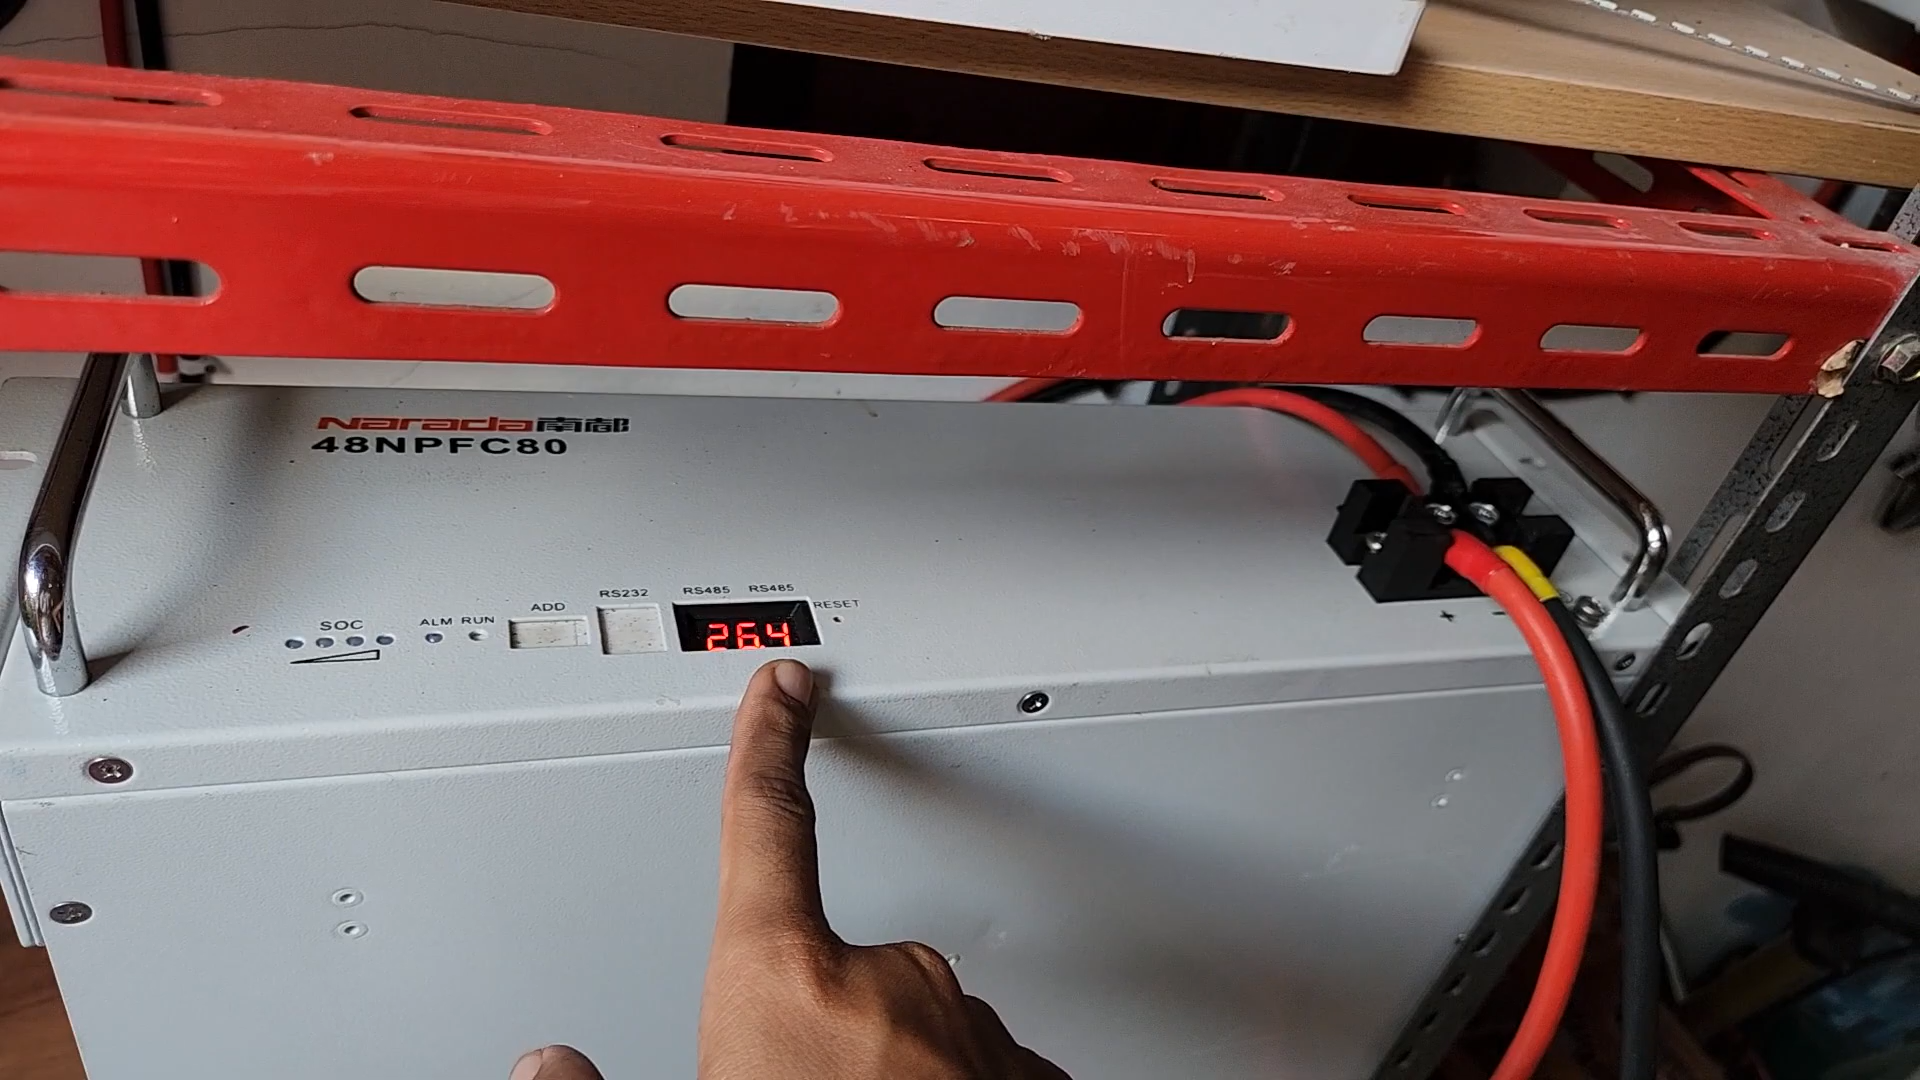 Narada南都
48NPFC80
SOC
ALM RUN
ADD
RS232
RS485 RS485
RESET
26.4
+ -